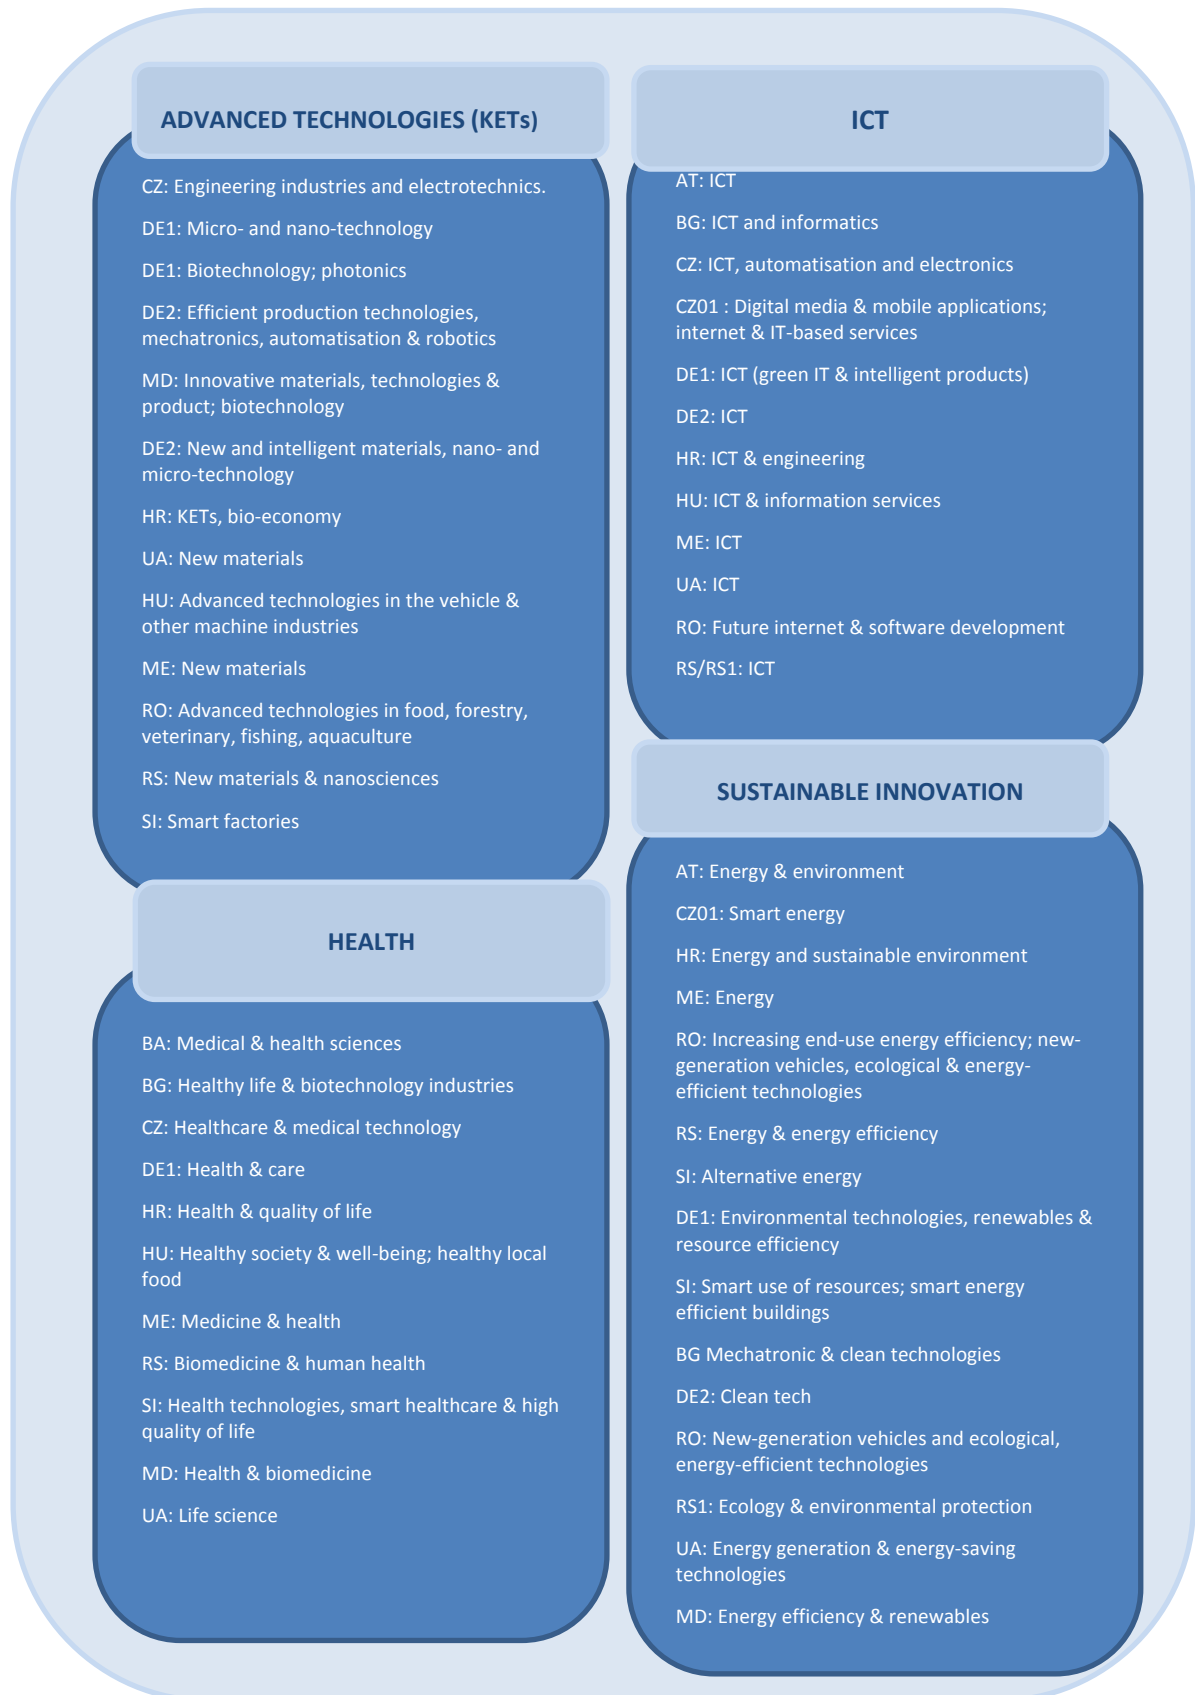 ADVANCED TECHNOLOGIES (KETs)
CZ: Engineering industries and electrotechnics.
DE1: Micro- and nano-technology
DE1: Biotechnology; photonics
DE2: Efficient production technologies,
mechatronics, automatisation & robotics
MD: Innovative materials, technologies &
product; biotechnology
DE2: New and intelligent materials, nano- and
micro-technology
HR: KETs, bio-economy
UA: New materials
HU: Advanced technologies in the vehicle &
other machine industries
ME: New materials
RO: Advanced technologies in food, forestry,
veterinary, fishing, aquaculture
RS: New materials & nanosciences
SI: Smart factories
HEALTH
BA: Medical & health sciences
BG: Healthy life & biotechnology industries
CZ: Healthcare & medical technology
DE1: Health & care
HR: Health & quality of life
HU: Healthy society & well-being; healthy local
food
ME: Medicine & health
RS: Biomedicine & human health
SI: Health technologies, smart healthcare & high
quality of life
MD: Health & biomedicine
UA: Life science
ICT
AT: ICT
BG: ICT and informatics
CZ: ICT, automatisation and electronics
CZ01 : Digital media & mobile applications;
internet & IT-based services
DE1: ICT (green IT & intelligent products)
DE2: ICT
HR: ICT & engineering
HU: ICT & information services
ME: ICT
UA: ICT
RO: Future internet & software development
RS/RS1: ICT
SUSTAINABLE INNOVATION
AT: Energy & environment
CZ01: Smart energy
HR: Energy and sustainable environment
ME: Energy
RO: Increasing end-use energy efficiency; new-
generation vehicles, ecological & energy-
efficient technologies
RS: Energy & energy efficiency
SI: Alternative energy
DE1: Environmental technologies, renewables &
resource efficiency
SI: Smart use of resources; smart energy
efficient buildings
BG Mechatronic & clean technologies
DE2: Clean tech
RO: New-generation vehicles and ecological,
energy-efficient technologies
RS1: Ecology & environmental protection
UA: Energy generation & energy-saving
technologies
MD: Energy efficiency & renewables